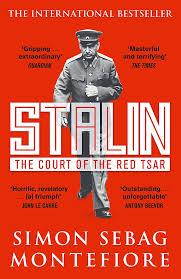 THE INTERNATIONAL BESTSELLER
'Gripping ...
extraordinary'
GUARDIAN
'Masterful and
terrifying'
THE TIMES
STALIN
THE COURT OF THE RED TSAR
'Horrific, revelatory
... [a] triumph'
JOHN LE CARRÉ
'Outstanding...
unforgettable'
ANTONY BEEVOR
SIMON SEBAG
MONTEFIORE